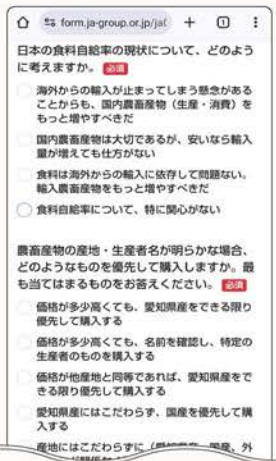 form.ja-group.or.jp/jaf
日本の食料自給率の現状について、どのよう
に考えますか。 必須
海外からの輸入が止まってしまう懸念がある
ことからも、国内農畜産物（生産・消費）を
もっと増やすべきだ
国内農畜産物は大切であるが、安いなら輸入
量が増えても仕方がない
食料は海外からの輸入に依存して問題ない。
輸入農畜産物をもっと増やすべきだ
食料自給率について、特に関心がない
農畜産物の産地・生産者名が明らかな場合、
どのようなものを優先して購入しますか。最
も当てはまるものをお答えください。 必須
価格が多少高くても、愛知県産をできる限り
優先して購入する
価格が多少高くても、名前を確認し、特定の
生産者のものを購入する
価格が他産地と同等であれば、愛知県産をで
きる限り優先して購入する
愛知県産にはこだわらず、国産を優先して購
入する
産地にはこだわらずに（愛知県産、国産、外